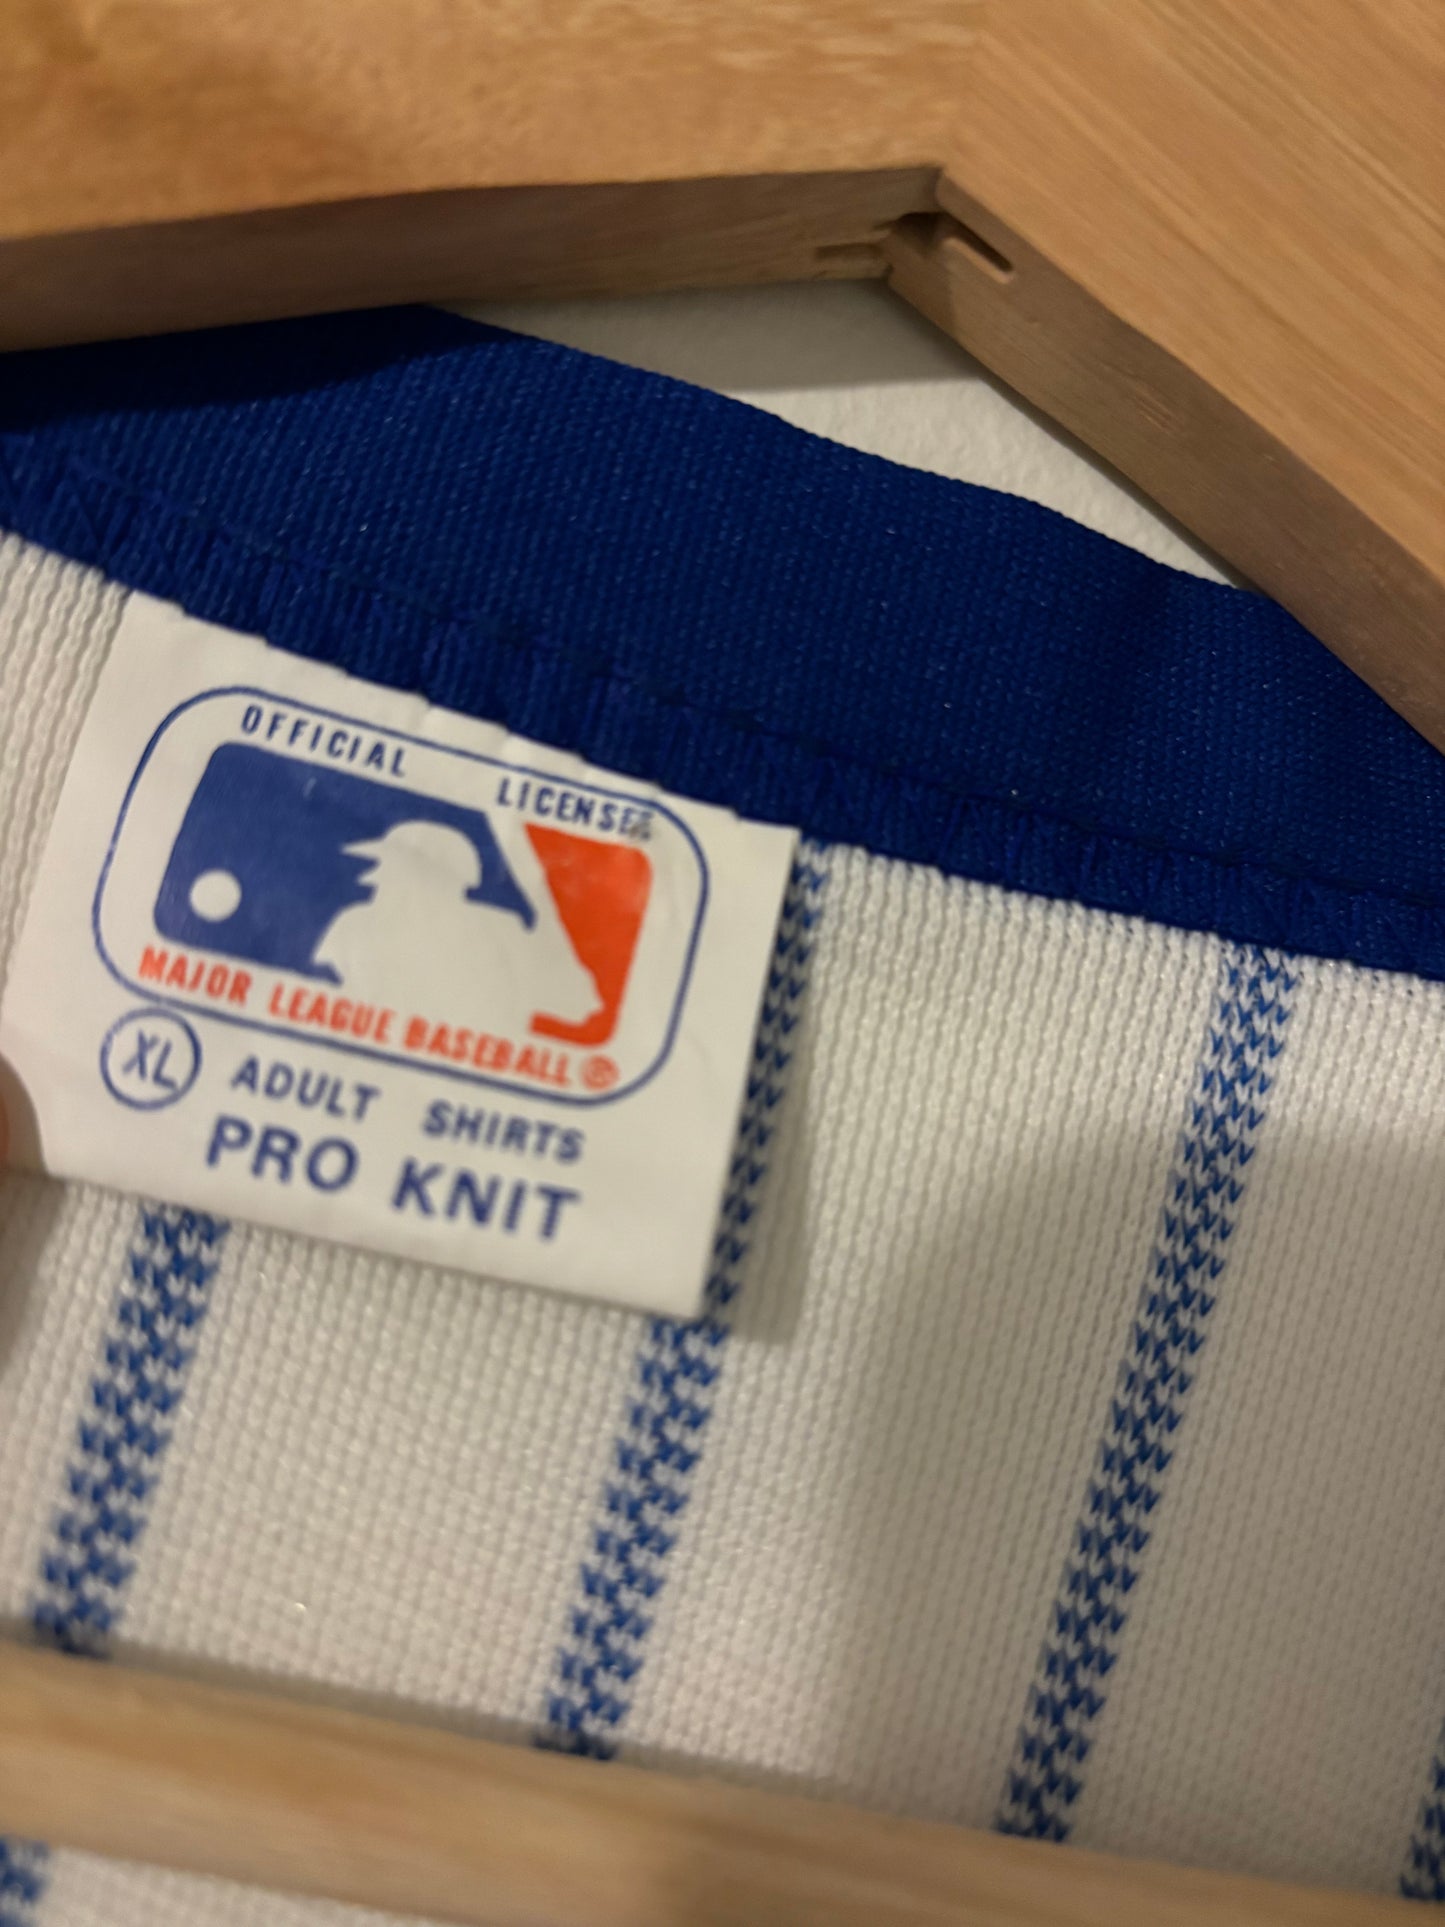 OFFICIAL LICENSEE
MAJOR LEAGUE BASEBALL®
XL ADULT SHIRTS
PRO KNIT